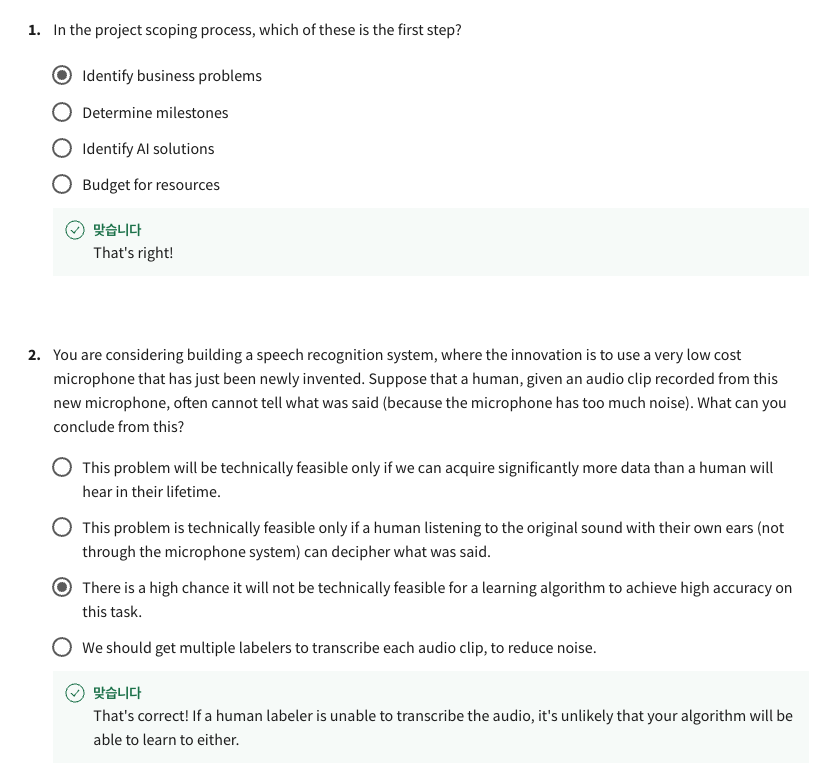 1. In the project scoping process, which of these is the first step?
Identify business problems
Determine milestones
Identify AI solutions
Budget for resources
맞습니다
That's right!
2. You are considering building a speech recognition system, where the innovation is to use a very low cost
microphone that has just been newly invented. Suppose that a human, given an audio clip recorded from this
new microphone, often cannot tell what was said (because the microphone has too much noise). What can you
conclude from this?
This problem will be technically feasible only if we can acquire significantly more data than a human will
hear in their lifetime.
This problem is technically feasible only if a human listening to the original sound with their own ears (not
through the microphone system) can decipher what was said.
There is a high chance it will not be technically feasible for a learning algorithm to achieve high accuracy on
this task.
We should get multiple labelers to transcribe each audio clip, to reduce noise.
맞습니다
That's correct! If a human labeler is unable to transcribe the audio, it's unlikely that your algorithm will be
able to learn to either.